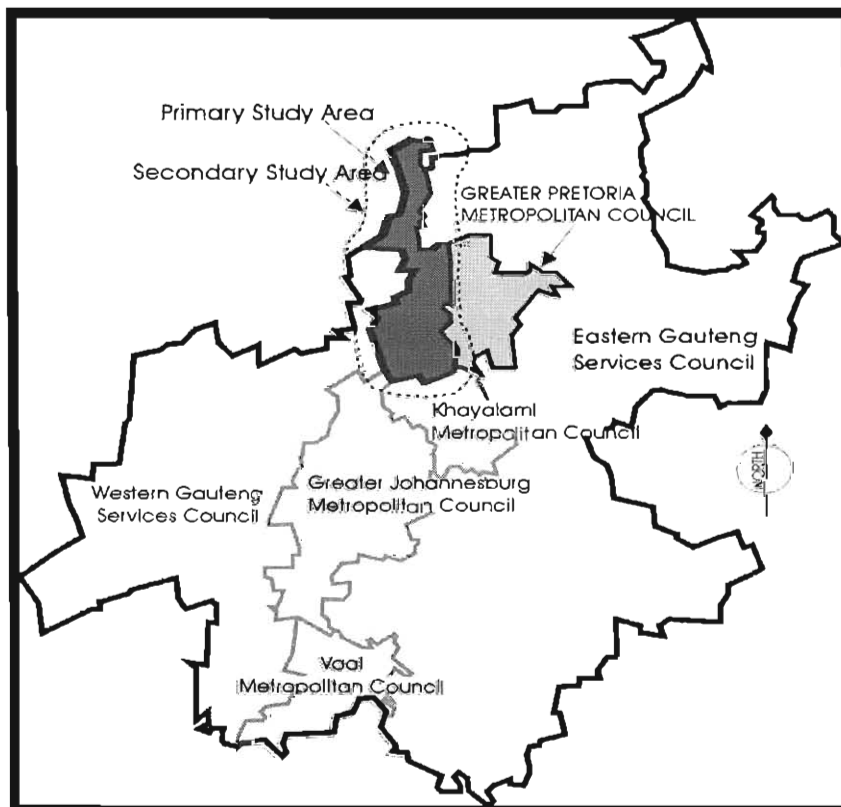 Primary Study Area
Secondary Study Area
GREATER PRETORIA
METROPOLITAN COUNCIL
Eastern Gauteng
Services Council
Khayalami
Metropolitan Council
NORTH
Western Gauteng
Services Council
Greater Johannesburg
Metropolitan Council
Vaal
Metropolitan Council